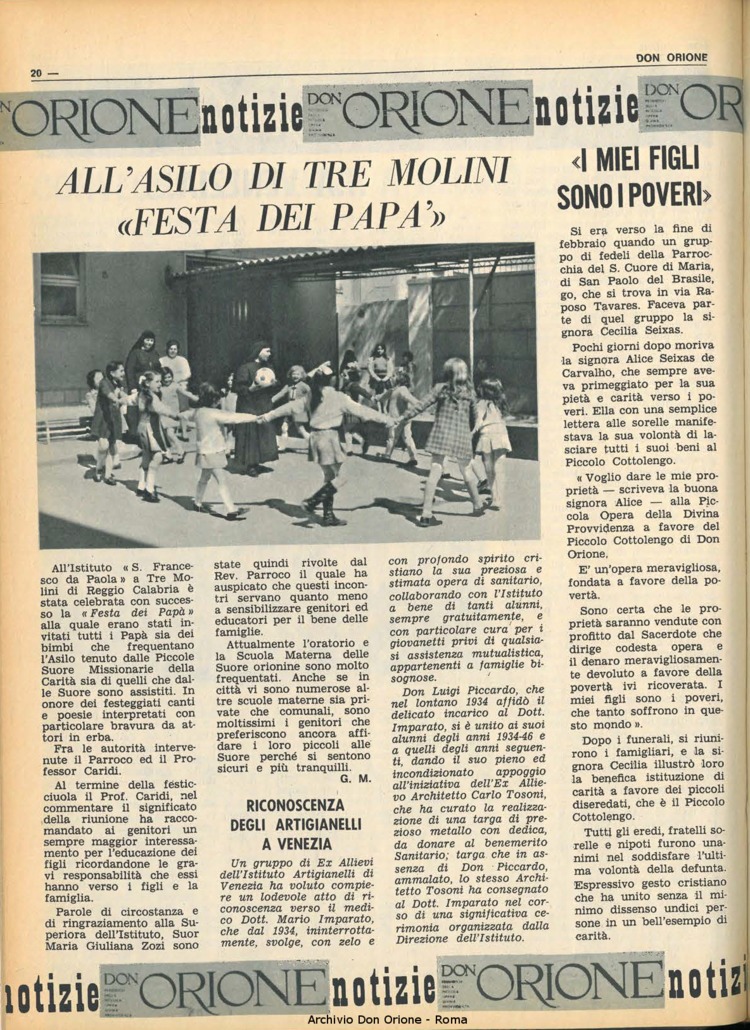 20 —
DON ORIONE
ORIONE notizie DON ORIONE notizie DON OR
ALL'ASILO DI TRE MOLINI
«FESTA DEI PAPA'»
All'Istituto « S. France-
sco da Paola » a Tre Mo-
lini di Reggio Calabria è
stata celebrata con succes-
so la «Festa dei Papà»
alla quale erano stati in-
vitati tutti i Papà sia dei
bimbi che frequentano
l'Asilo tenuto dalle Piccole
Suore Missionarie della
Carità sia di quelli che dal-
le Suore sono assistiti. In
onore dei festeggiati canti
e poesie interpretati con
particolare bravura da at-
tori in erba.
Fra le autorità interve-
nute il Parroco ed il Pro-
fessor Caridi.
Al termine della festic-
ciuola il Prof. Caridi, nel
commentare il significato
della riunione ha racco-
mandato ai genitori un
sempre maggior interessa-
mento per l'educazione dei
figli ricordandone le gra-
vi responsabilità che essi
hanno verso i figli e la
famiglia.
Parole di circostanza e
di ringraziamento alla Su-
periora dell'Istituto, Suor
Maria Giuliana Zozi sono
state quindi rivolte dal
Rev. Parroco il quale ha
auspicato che questi incon-
tri servano quanto meno
a sensibilizzare genitori ed
educatori per il bene delle
famiglie.
Attualmente l'oratorio e
la Scuola Materna delle
Suore orionine sono molto
frequentati. Anche se in
città vi sono numerose al-
tre scuole materne sia pri-
vate che comunali, sono
moltissimi i genitori che
preferiscono ancora affi-
dare i loro piccoli alle
Suore perché si sentono
sicuri e più tranquilli.
G. M.
RICONOSCENZA
DEGLI ARTIGIANELLI
A VENEZIA
Un gruppo di Ex Allievi
dell'Istituto Artigianelli di
Venezia ha voluto compie-
re un lodevole atto di ri-
conoscenza verso il medi-
co Dott. Mario Imparato,
che dal 1934, ininterrotta-
mente, svolge, con zelo e
con profondo spirito cri-
stiano la sua preziosa e
stimata opera di sanitario,
collaborando con l'Istituto
a bene di tanti alunni,
sempre gratuitamente, e
con particolare cura per i
giovanetti privi di qualsia-
si assistenza mutualistica,
appartenenti a famiglie bi-
sognose.
Don Luigi Piccardo, che
nel lontano 1934 affidò il
delicato incarico al Dott.
Imparato, si è unito ai suoi
alunni degli anni 1934-46 e
a quelli degli anni seguen-
ti, dando il suo pieno ed
incondizionato appoggio
all'iniziativa dell'Ex Allie-
vo Architetto Carlo Tosoni,
che ha curato la realizza-
zione di una targa di pre-
zioso metallo con dedica,
da donare al benemerito
Sanitario; targa che in as-
senza di Don Piccardo,
ammalato, lo stesso Archi-
tetto Tosoni ha consegnato
al Dott. Imparato nel cor-
so di una significativa ce-
rimonia organizzata dalla
Direzione dell'Istituto.
«I MIEI FIGLI
SONO I POVERI»
Si era verso la fine di
febbraio quando un grup-
po di fedeli della Parroc-
chia del S. Cuore di Maria,
di San Paolo del Brasile,
go, che si trova in via Ra-
poso Tavares. Faceva par-
te di quel gruppo la si-
gnora Cecilia Seixas.
Pochi giorni dopo moriva
la signora Alice Seixas de
Carvalho, che sempre ave-
va primeggiato per la sua
pietà e carità verso i po-
veri. Ella con una semplice
lettera alle sorelle manife-
stava la sua volontà di la-
sciare tutti i suoi beni al
Piccolo Cottolengo.
« Voglio dare le mie pro-
prietà — scriveva la buona
signora Alice — alla Pic-
cola Opera della Divina
Provvidenza a favore del
Piccolo Cottolengo di Don
Orione.
E' un'opera meravigliosa,
fondata a favore della po-
vertà.
Sono certa che le pro-
prietà saranno vendute con
profitto dal Sacerdote che
dirige codesta opera e
il denaro meravigliosamen-
te devoluto a favore della
povertà ivi ricoverata. I
miei figli sono i poveri,
che tanto soffrono in que-
sto mondo ».
Dopo i funerali, si riuni-
rono i famigliari, e la si-
gnora Cecilia illustrò loro
la benefica istituzione di
carità a favore dei piccoli
diseredati, che è il Piccolo
Cottolengo.
Tutti gli eredi, fratelli so-
relle e nipoti furono una-
nimi nel soddisfare l'ulti-
ma volontà della defunta.
Espressivo gesto cristiano
che ha unito senza il mi-
nimo dissenso undici per-
sone in un bell'esempio di
carità.
notizie DON ORIONE notizie DON ORIONE notizi
Archivio Don Orione - Roma